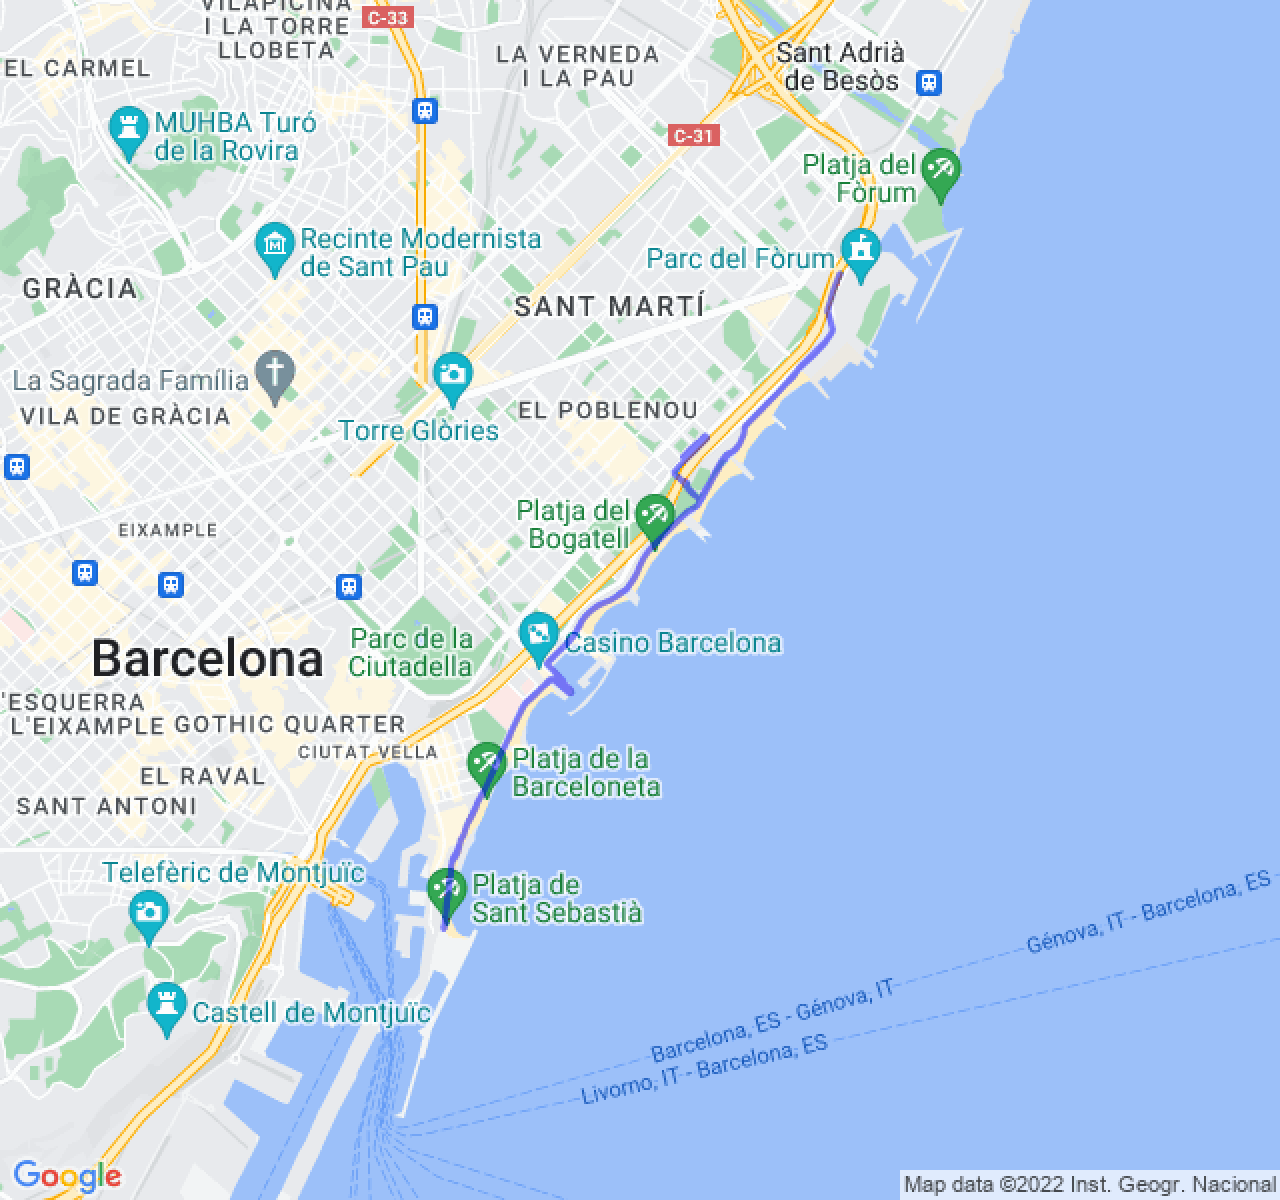 VILAPICINA
I LA TORRE
LLOBETA
C-33
EL CARMEL
LA VERNEDA
I LA PAU
Sant Adrià
de Besòs
MUHBA Turó
de la Rovira
C-31
Platja del
Fòrum
Recinte Modernista
de Sant Pau
Parc del Fòrum
GRÀCIA
SANT MARTÍ
La Sagrada Família
VILA DE GRÀCIA
EL POBLENOU
Torre Glòries
Platja del
Bogatell
EIXAMPLE
Parc de la
Ciutadella
Casino Barcelona
Barcelona
'ESQUERRA
L'EIXAMPLE
GOTHIC QUARTER
CIUTAT VELLA
EL RAVAL
SANT ANTONI
Platja de la
Barceloneta
Telefèric de Montjuïc
Platja de
Sant Sebastià
Castell de Montjuïc
Génova, IT - Barcelona, ES
Barcelona, ES - Génova, IT
Livorno, IT - Barcelona, ES
Google
Map data ©2022 Inst. Geogr. Nacional